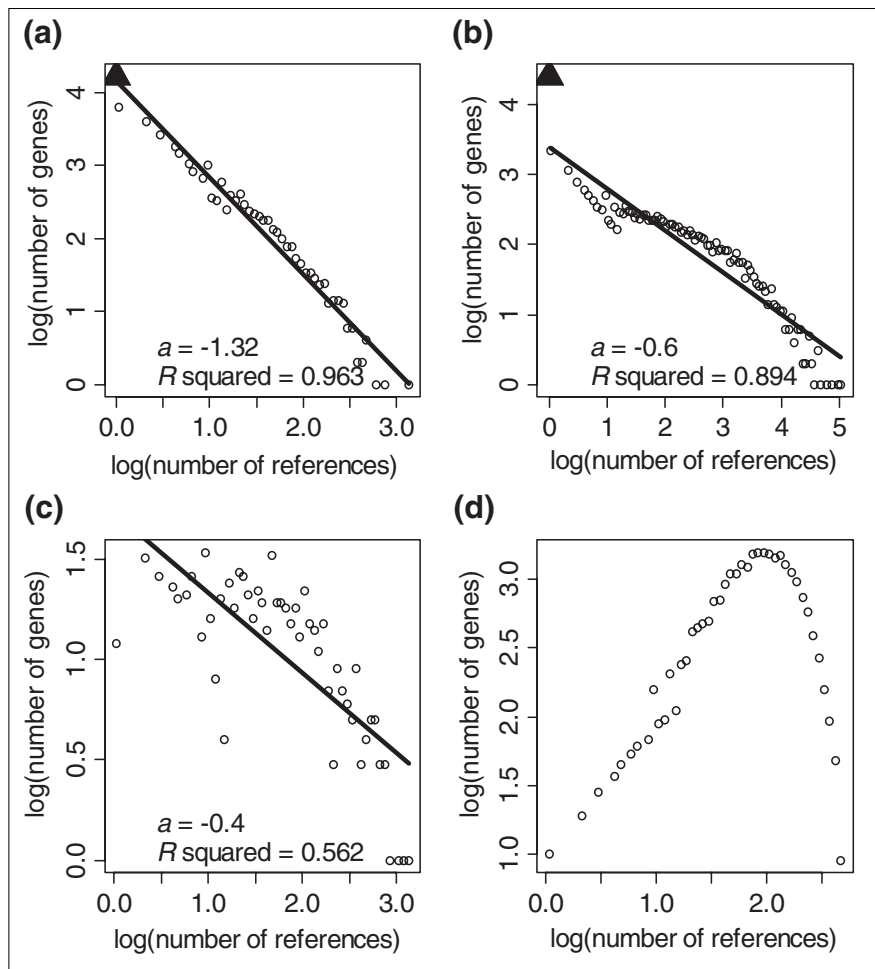 (a)
log(number of genes)
4
3
2
1
0
a = -1.32
R squared = 0.963
0.0 1.0 2.0 3.0
log(number of references)
(b)
log(number of genes)
4
3
2
1
0
a = -0.6
R squared = 0.894
0 1 2 3 4 5
log(number of references)
(c)
log(number of genes)
1.5
1.0
0.5
0.0
a = -0.4
R squared = 0.562
0.0 1.0 2.0 3.0
log(number of references)
(d)
log(number of genes)
3.0
2.5
2.0
1.5
1.0
0.0 1.0 2.0
log(number of references)